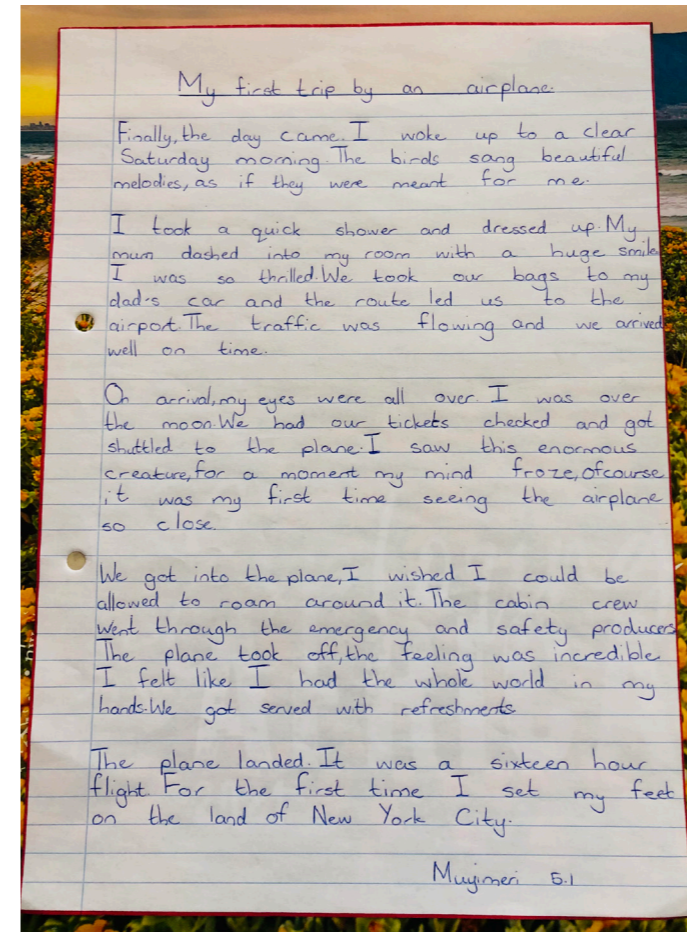 My first trip by an airplane.
Finally, the day came. I woke up to a clear
Saturday morning. The birds sang beautiful
melodies, as if they were meant for me.
I took a quick shower and dressed up. My
mum dashed into my room with a huge smile
I was so thrilled. We took our bags to my
dad's car and the route led us to the
airport. The traffic was flowing and we arrived
well on time.
On arrival, my eyes were all over. I was over
the moon. We had our tickets checked and got
shuttled to the plane. I saw this enormous
creature, for a moment my mind froze, Ofcourse
it was my first time seeing the airplane
so close.
We got into the plane, I wished I could be
allowed to roam around it. The cabin crew
went through the emergency and safety producers
The plane took off, the feeling was incredible
I felt like I had the whole world in my
hands. We got served with refreshments
The plane landed. It was a sixteen hour
flight. For the first time I set my feet
on the land of New York City.
Muyimeri 5.1